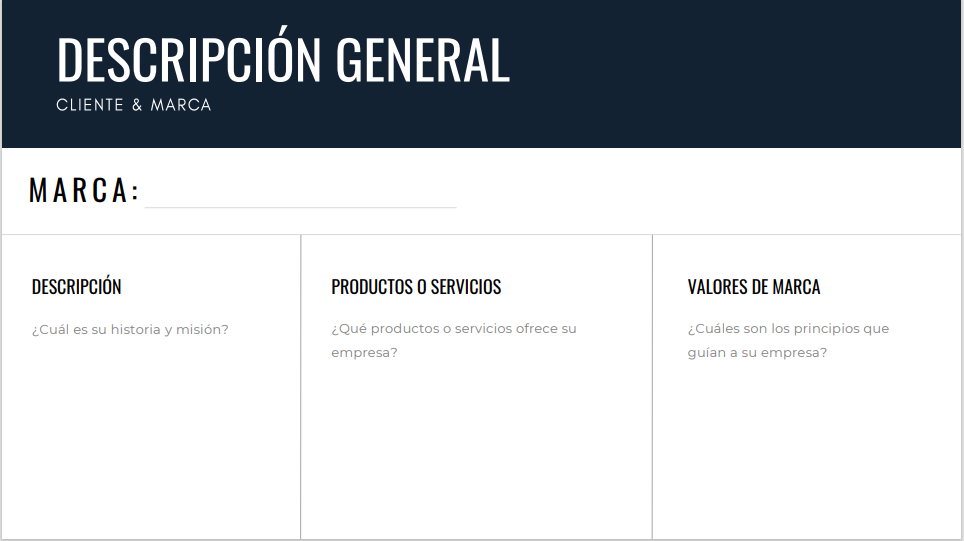 DESCRIPCIÓN GENERAL
CLIENTE & MARCA
MARCA:
DESCRIPCIÓN
¿Cuál es su historia y misión?
PRODUCTOS O SERVICIOS
¿Qué productos o servicios ofrece su
empresa?
VALORES DE MARCA
¿Cuáles son los principios que
guían a su empresa?